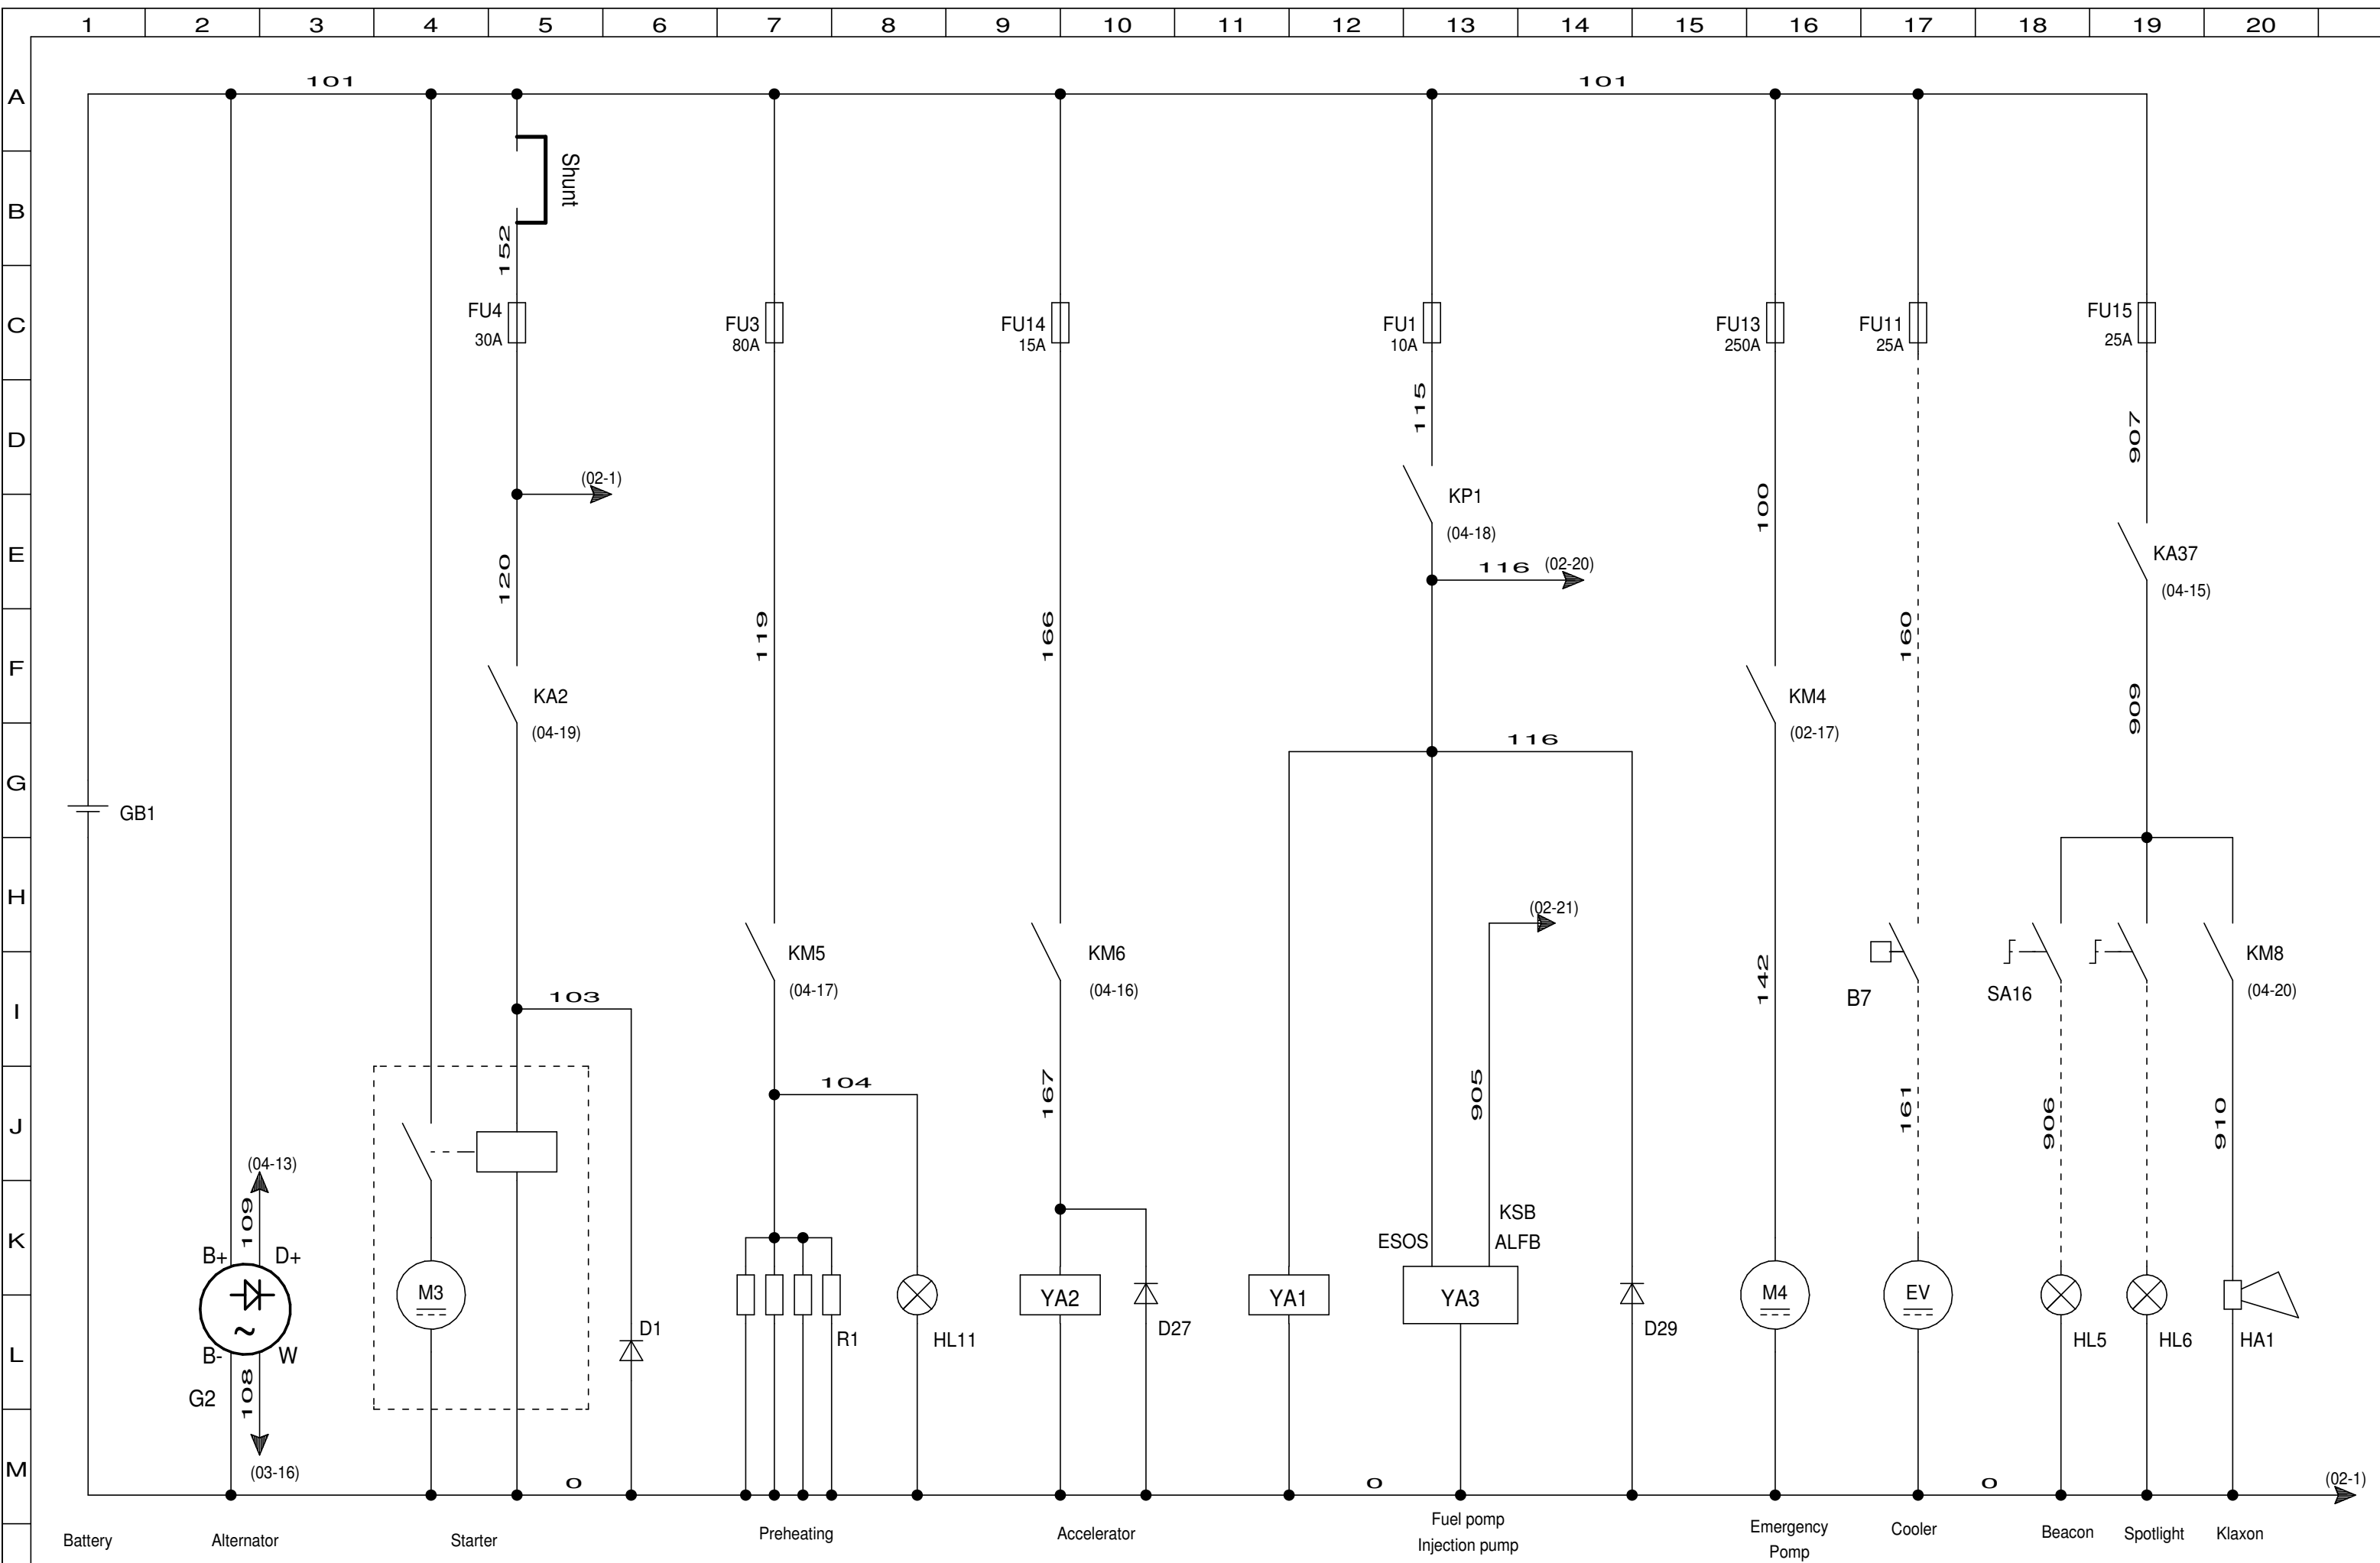 1 2 3 4 5 6 7 8 9 10 11 12 13 14 15 16 17 18 19 20
A
B
C
D
E
F
G
H
I
J
K
L
M
101
101
Shunt
152
FU4
30A
FU3
80A
FU14
15A
FU1
10A
FU13
250A
FU11
25A
FU15
25A
115
907
(02-1)
KP1
(04-18)
100
120
116 (02-20)
KA37
(04-15)
119
166
160
KA2
(04-19)
KM4
(02-17)
909
116
GB1
(02-21)
KM5
(04-17)
KM6
(04-16)
142
B7
SA16
KM8
(04-20)
103
104
167
905
161
906
910
(04-13)
109
B+ D+
B- W
G2
108
(03-16)
M3
D1
R1
HL11
YA2
D27
YA1
ESOS
KSB
ALFB
YA3
D29
M4
EV
HL5
HL6
HA1
0
0
0
(02-1)
Battery
Alternator
Starter
Preheating
Accelerator
Fuel pomp
Injection pump
Emergency
Pomp
Cooler
Beacon
Spotlight
Klaxon